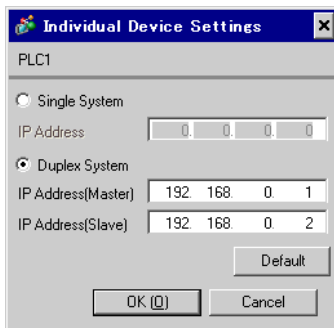 Individual Device Settings
PLC1
Single System
IP Address 0. 0. 0. 0
Duplex System
IP Address(Master) 192. 168. 0. 1
IP Address(Slave) 192. 168. 0. 2
Default
OK (O) Cancel